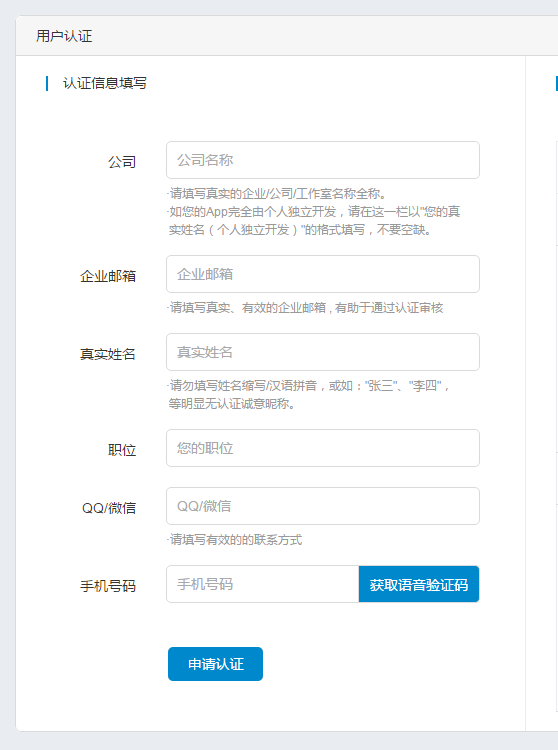 用户认证
认证信息填写
公司
公司名称
·请填写真实的企业/公司/工作室名称全称。
·如您的App完全由个人独立开发，请在这一栏以"您的真
实姓名（个人独立开发）"的格式填写，不要空缺。
企业邮箱
企业邮箱
·请填写真实、有效的企业邮箱 , 有助于通过认证审核
真实姓名
真实姓名
·请勿填写姓名缩写/汉语拼音，或如："张三"、"李四"，
等明显无认证诚意昵称。
职位
您的职位
QQ/微信
QQ/微信
·请填写有效的的联系方式
手机号码
手机号码
获取语音验证码
申请认证